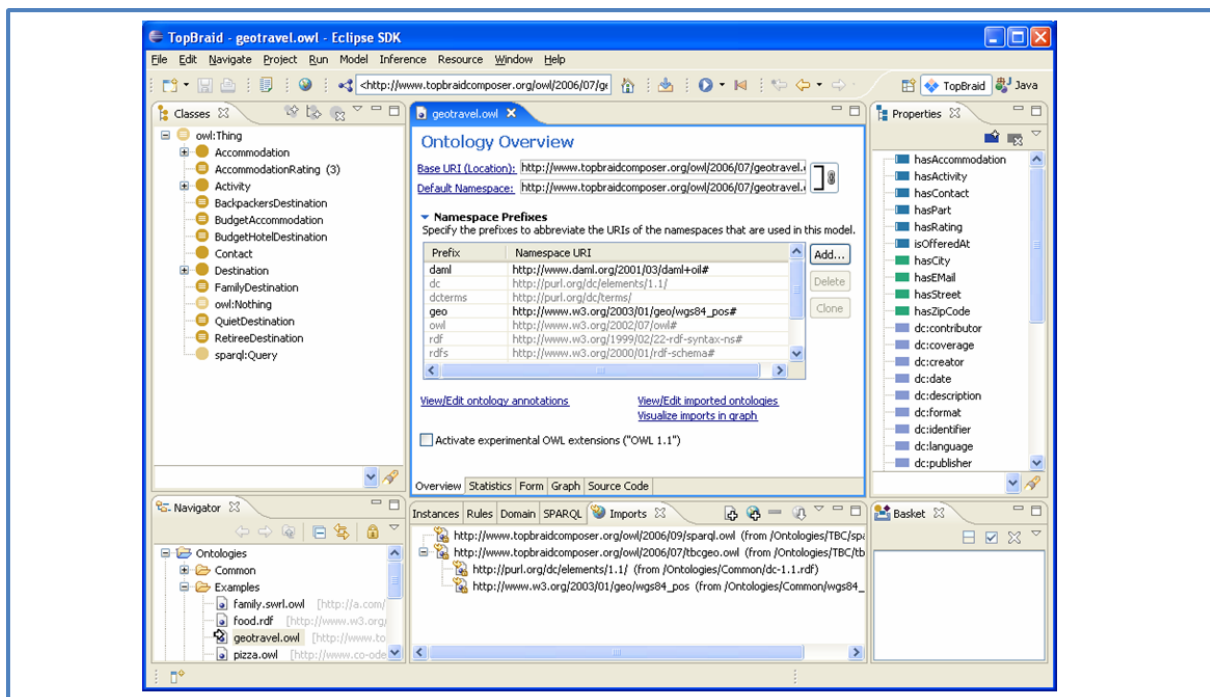 TopBraid - geotravel.owl - Eclipse SDK
File Edit Navigate Project Run Model Inference Resource Window Help
<http://www.topbraidcomposer.org/owl/2006/07/ge
TopBraid Java
Classes
owl:Thing
Accommodation
AccommodationRating (3)
Activity
BackpackersDestination
BudgetAccommodation
BudgetHotelDestination
Contact
Destination
FamilyDestination
owl:Nothing
QuietDestination
RetireeDestination
sparql:Query
geotravel.owl
Ontology Overview
Base URI (Location): http://www.topbraidcomposer.org/owl/2006/07/geotravel.
Default Namespace: http://www.topbraidcomposer.org/owl/2006/07/geotravel.
Namespace Prefixes
Specify the prefixes to abbreviate the URIs of the namespaces that are used in this model.
Prefix Namespace URI
daml http://www.daml.org/2001/03/daml+oil#
dc http://purl.org/dc/elements/1.1/
dcterms http://purl.org/dc/terms/
geo http://www.w3.org/2003/01/geo/wgs84_pos#
owl http://www.w3.org/2002/07/owl#
rdf http://www.w3.org/1999/02/22-rdf-syntax-ns#
rdfs http://www.w3.org/2000/01/rdf-schema#
Add...
Delete
Clone
View/Edit ontology annotations
View/Edit imported ontologies
Visualize imports in graph
Activate experimental OWL extensions ("OWL 1.1")
Overview Statistics Form Graph Source Code
Properties
hasAccommodation
hasActivity
hasContact
hasPart
hasRating
isOfferedAt
hasCity
hasEMail
hasStreet
hasZipCode
dc:contributor
dc:coverage
dc:creator
dc:date
dc:description
dc:format
dc:identifier
dc:language
dc:publisher
Navigator
Ontologies
Common
Examples
family.swrl.owl [http://a.com/
food.rdf [http://www.w3.org/
geotravel.owl [http://www.to
pizza.owl [http://www.co-ode
Instances Rules Domain SPARQL Imports
http://www.topbraidcomposer.org/owl/2006/09/sparql.owl (from /Ontologies/TBC/spa
http://www.topbraidcomposer.org/owl/2006/07/tbcgeo.owl (from /Ontologies/TBC/tb
http://purl.org/dc/elements/1.1/ (from /Ontologies/Common/dc-1.1.rdf)
http://www.w3.org/2003/01/geo/wgs84_pos (from /Ontologies/Common/wgs84_
Basket